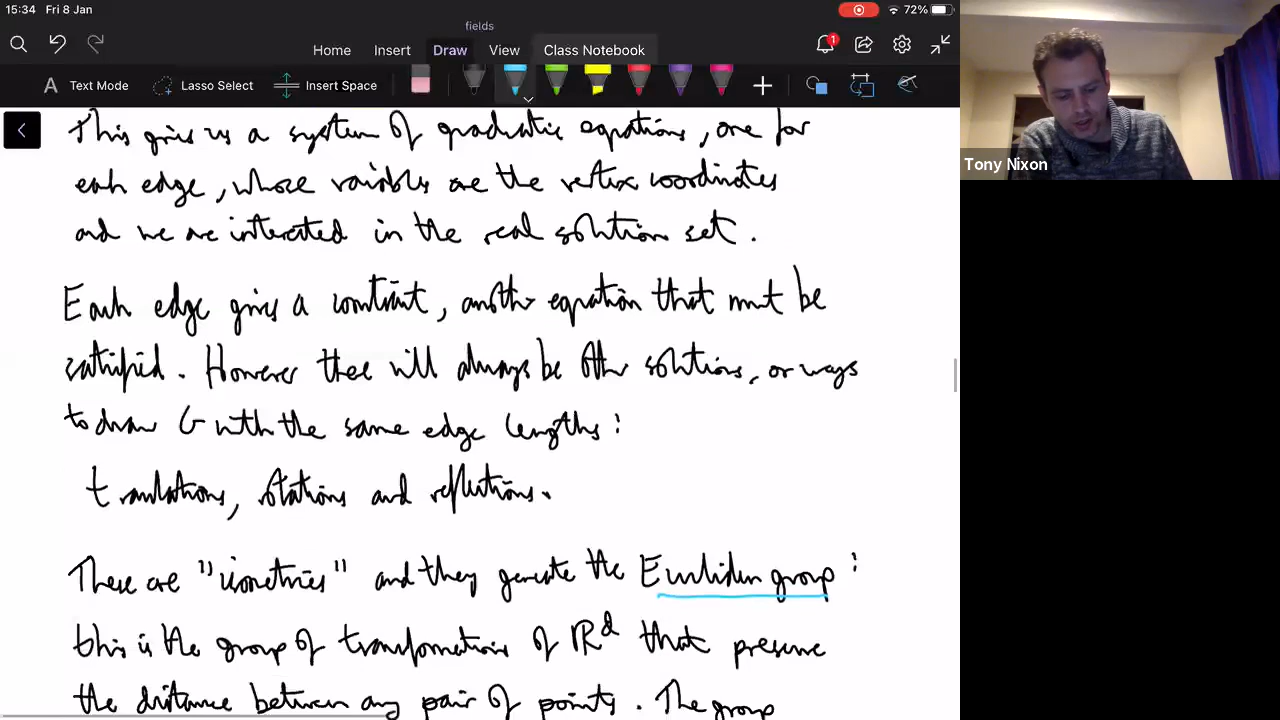 15:34 Fri 8 Jan
72%
fields
Home Insert Draw View Class Notebook
1
A Text Mode Lasso Select Insert Space
Tony Nixon
This gives us a system of quadratic equations, one for
each edge, whose variables are the vertex coordinates
and we are interested in the real solution set.
Each edge gives a constraint, another equation that must be
satisfied. However there will always be other solutions, or ways
to draw G with the same edge lengths:
translations, rotations and reflections.
These are "isometries" and they generate the Euclidean group:
this is the group of transformations of ℝᵈ that preserve
the distance between any pair of points. The group